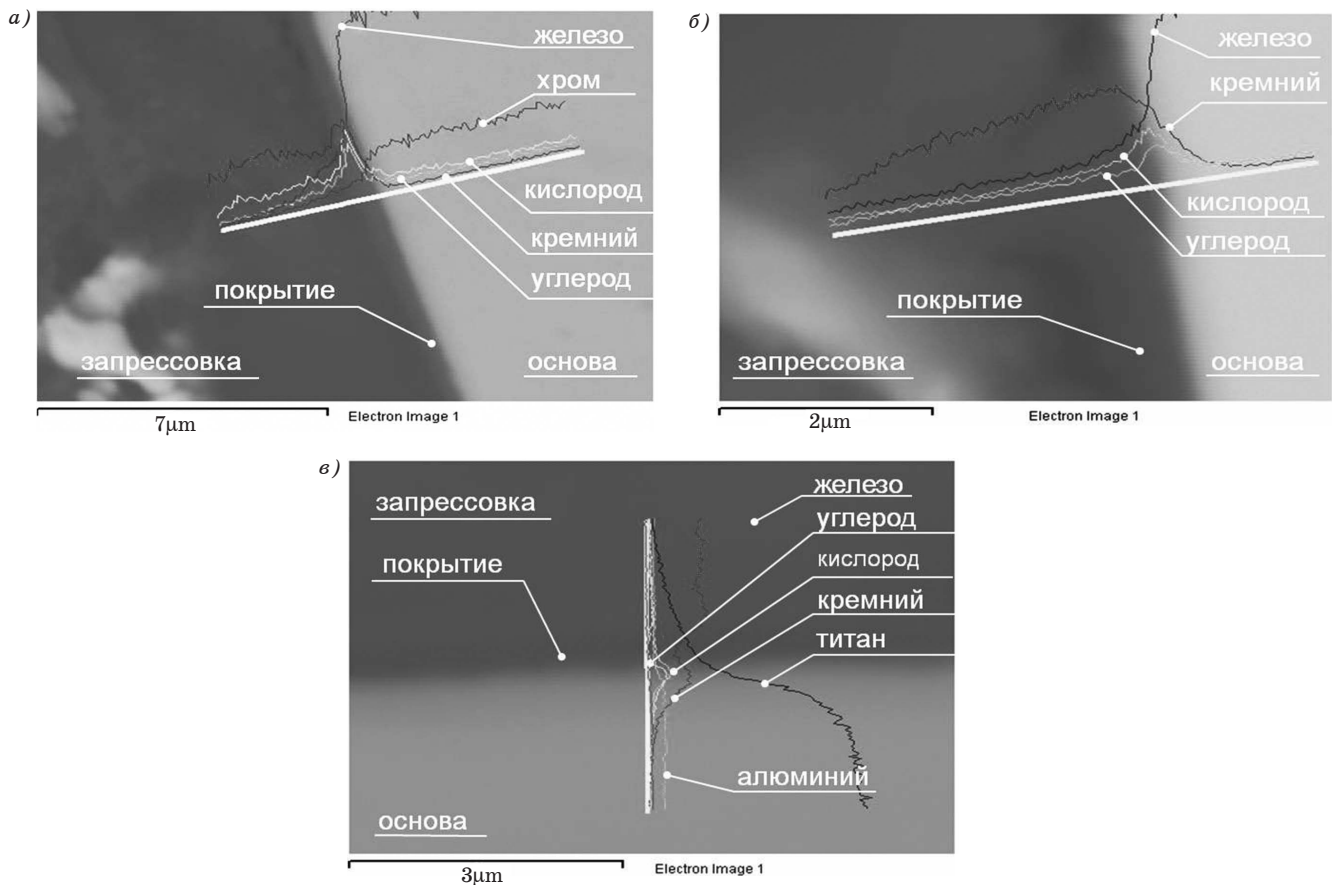 а)
железо
хром
кислород
кремний
углерод
покрытие
запрессовка
основа
7μm
Electron Image 1
б)
железо
кремний
кислород
углерод
покрытие
запрессовка
основа
2μm
Electron Image 1
в)
запрессовка
покрытие
железо
углерод
кислород
кремний
титан
алюминий
основа
3μm
Electron Image 1